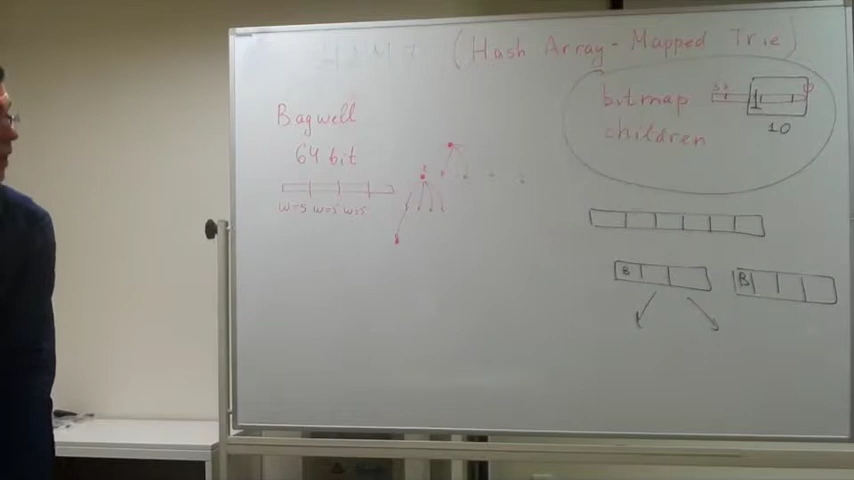 HAMT (Hash Array-Mapped Trie)
bitmap
10
children
Bagwell
64 bit
w=5 w=5 w=5
B
B